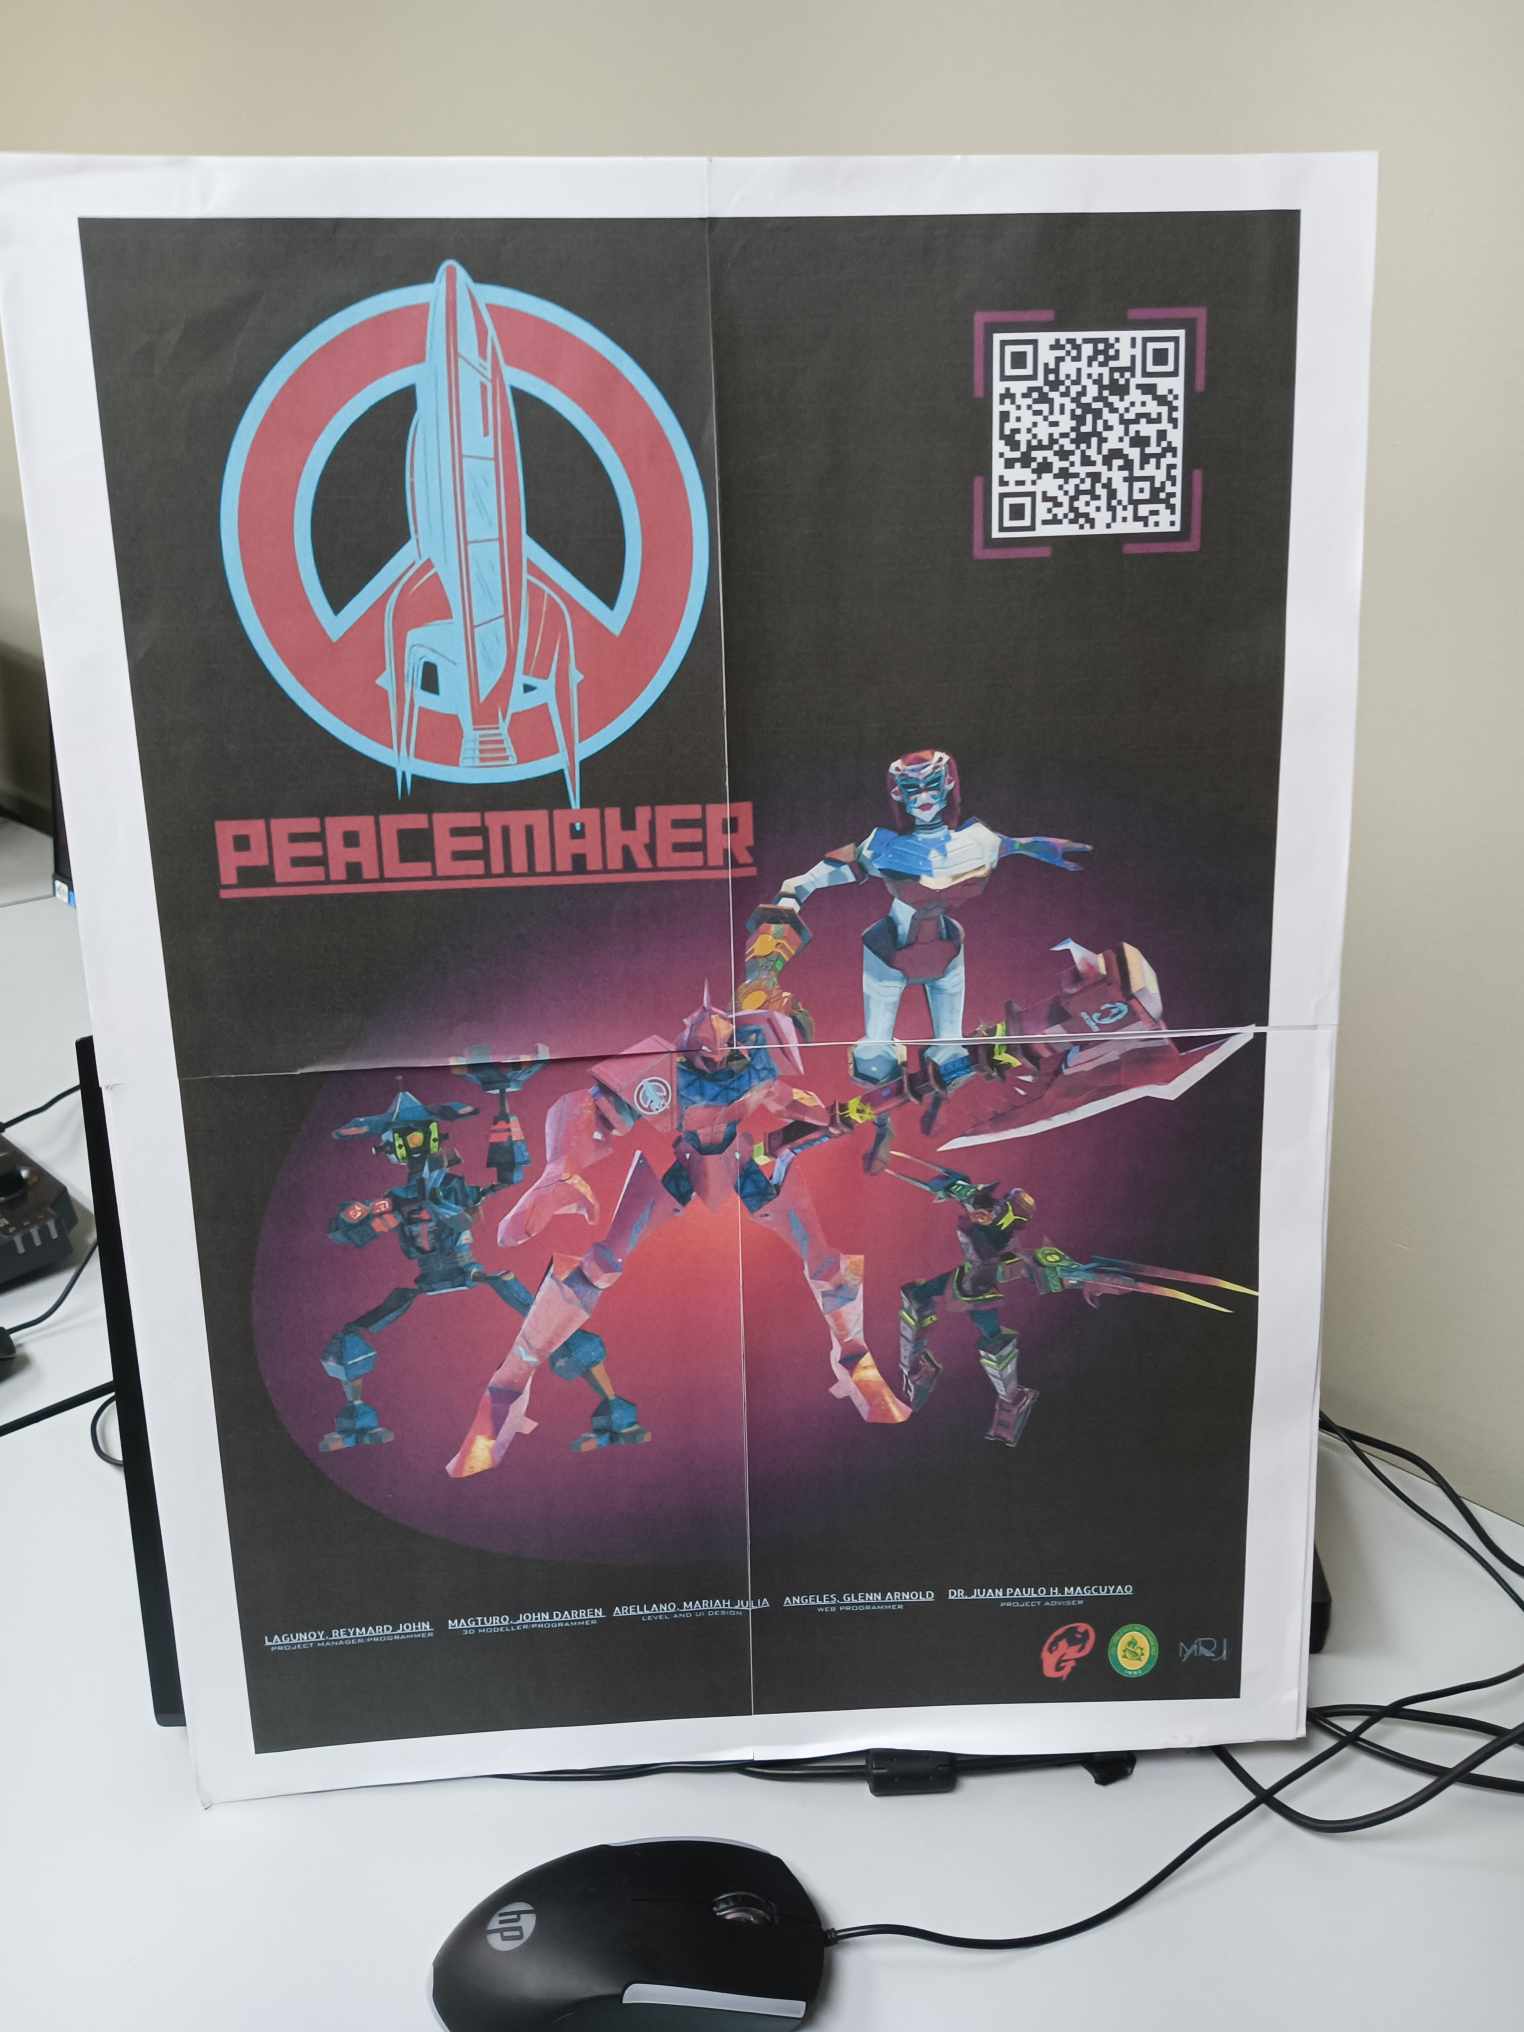 PEACEMAKER
LAGUNOY, REYMARD JOHN
PROJECT MANAGER/PROGRAMMER
MAGTURO, JOHN DARREN
3D MODELLER/PROGRAMMER
ARELLANO, MARIAH JULIA
LEVEL AND UI DESIGN
ANGELES, GLENN ARNOLD
WEB PROGRAMMER
DR. JUAN PAULO H. MAGCUYAO
PROJECT ADVISER
hp